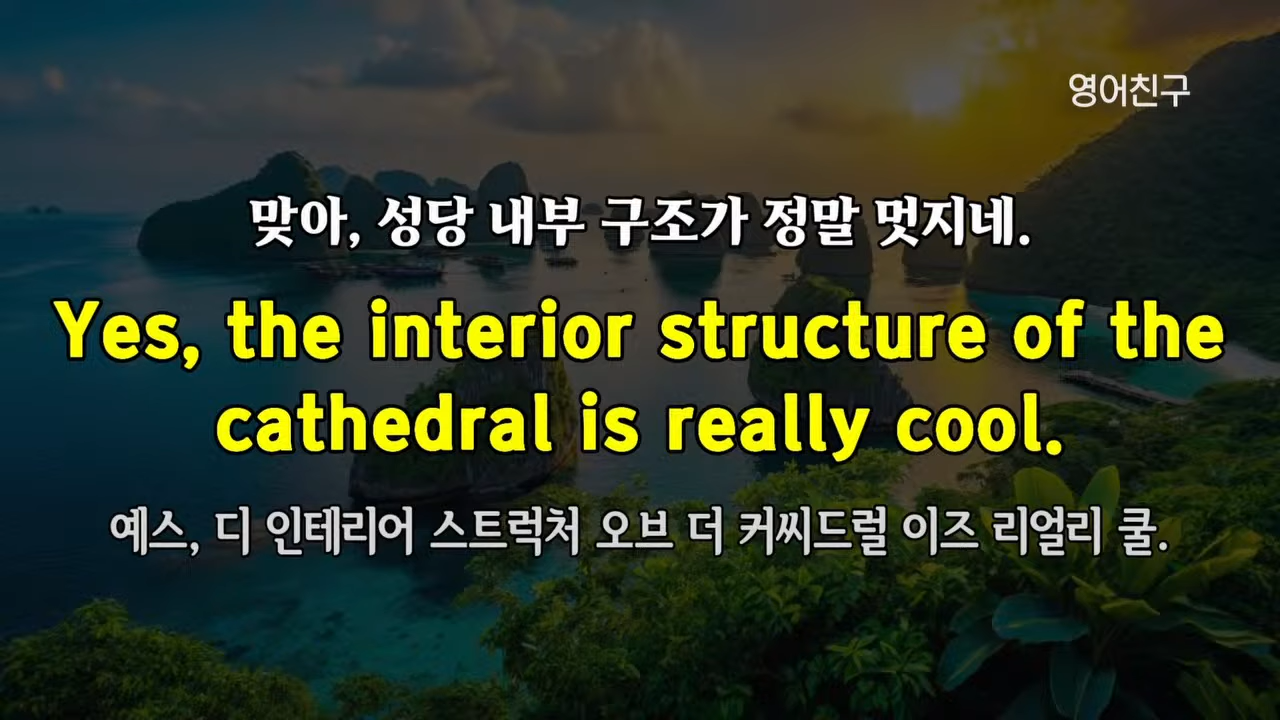 영어친구
맞아, 성당 내부 구조가 정말 멋지네.
Yes, the interior structure of the
cathedral is really cool.
예스, 디 인테리어 스트럭처 오브 더 커씨드럴 이즈 리얼리 쿨.